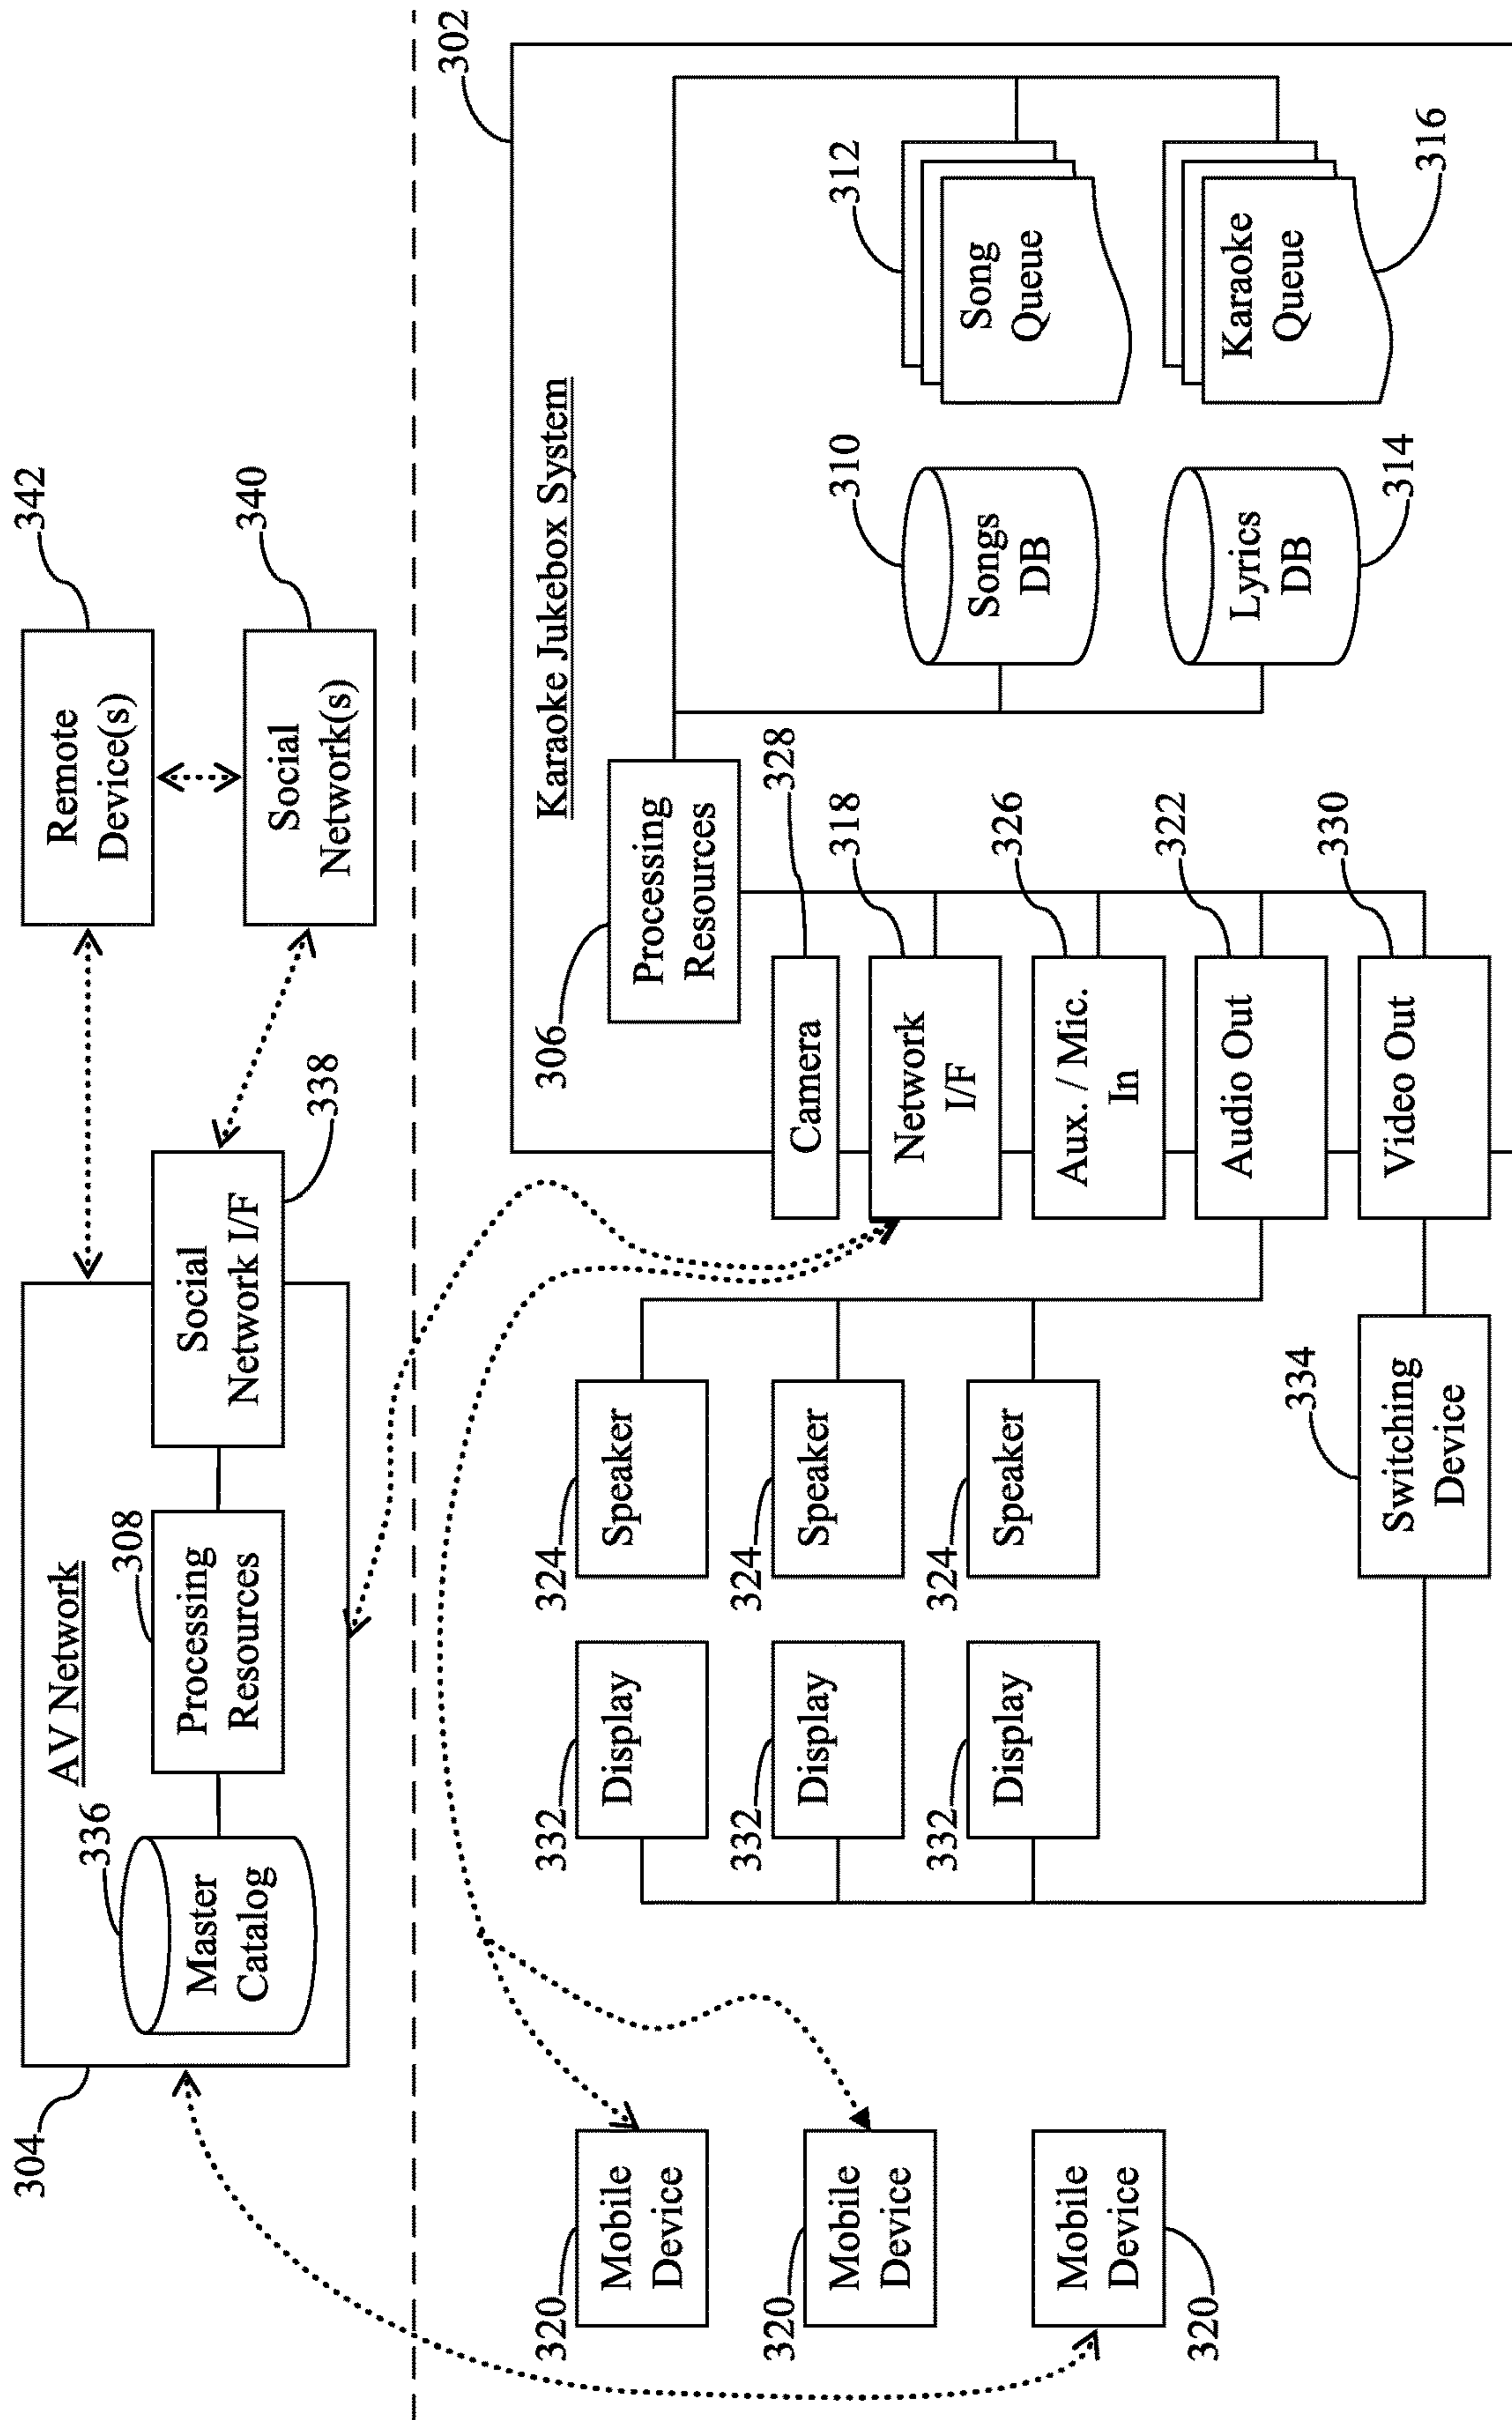 304
AV Network
336
Master
Catalog
308
Processing
Resources
Social
Network I/F
338
342
Remote
Device(s)
340
Social
Network(s)
302
Karaoke Jukebox System
306
Processing
Resources
310
Songs
DB
312
Song
Queue
314
Lyrics
DB
316
Karaoke
Queue
328
Camera
318
Network
I/F
326
Aux. / Mic.
In
322
Audio Out
330
Video Out
324
Speaker
324
Speaker
324
Speaker
334
Switching
Device
332
Display
332
Display
332
Display
320
Mobile
Device
320
Mobile
Device
320
Mobile
Device